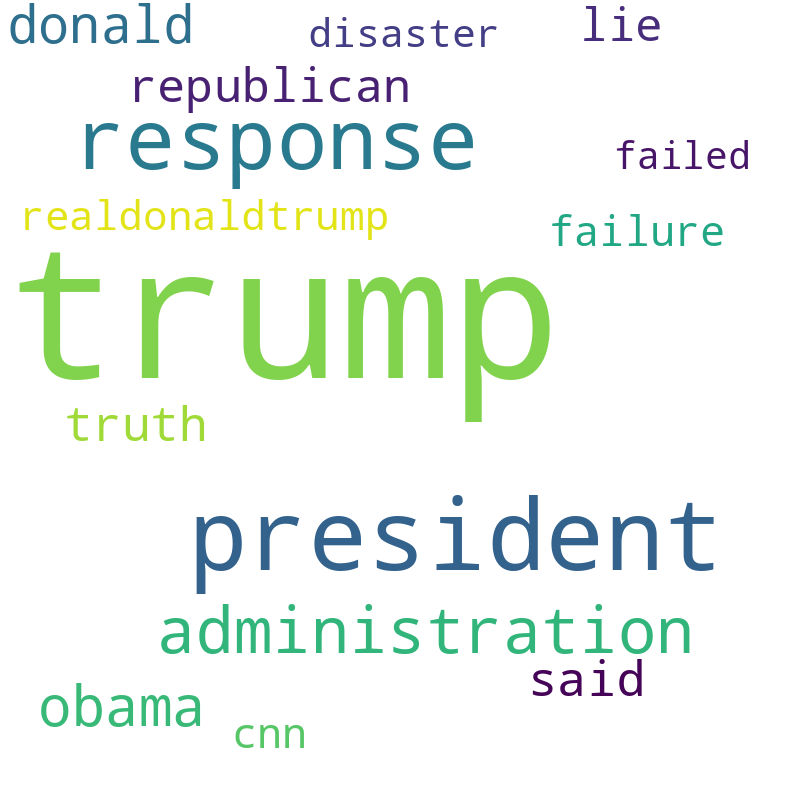 donald
disaster
lie
republican
response
failed
realdonaldtrump
failure
trump
truth
president
administration
said
obama
cnn